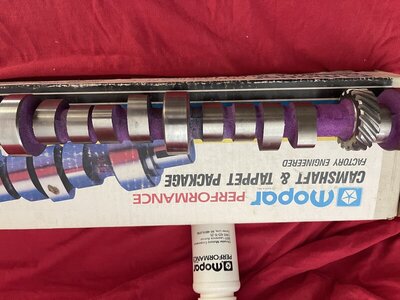 mopar
PERFORMANCE
CAMSHAFT & TAPPET PACKAGE
FACTORY ENGINEERED
mopar
PERFORMANCE